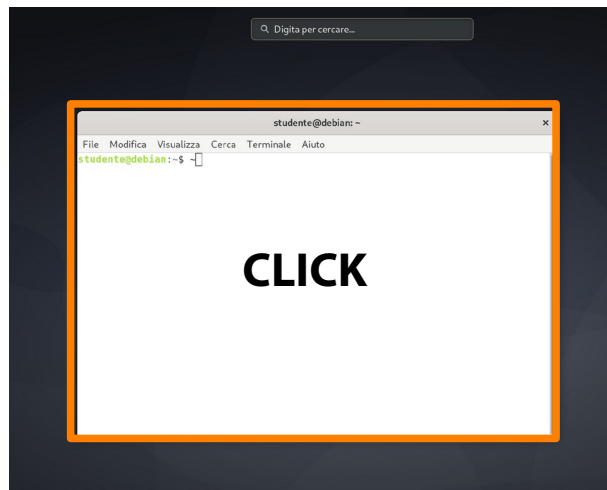 Digita per cercare...
studente@debian: ~ ×
File Modifica Visualizza Cerca Terminale Aiuto
studente@debian:~$ ~
CLICK